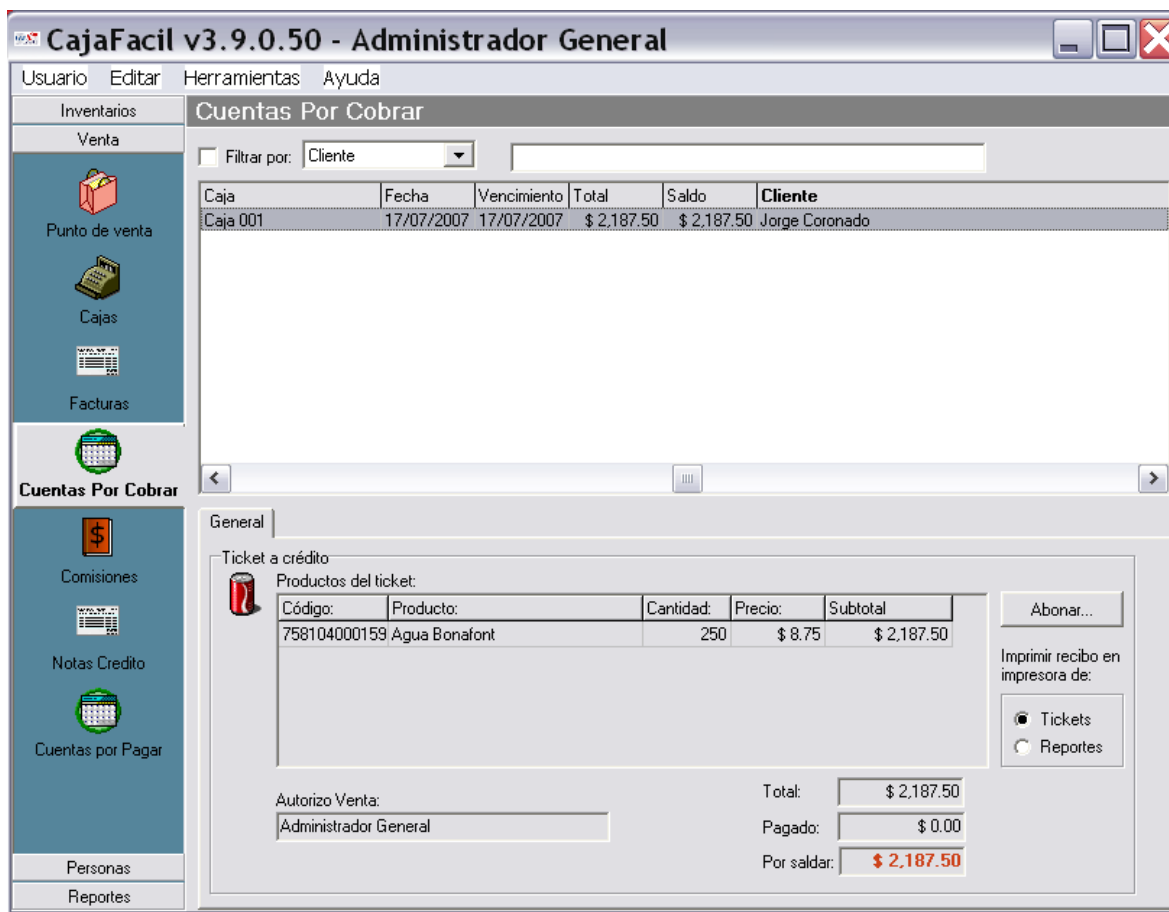 CajaFacil v3.9.0.50 - Administrador General
Usuario Editar Herramientas Ayuda
Inventarios
Venta
Punto de venta
Cajas
Facturas
Cuentas Por Cobrar
Comisiones
Notas Credito
Cuentas por Pagar
Personas
Reportes
Cuentas Por Cobrar
Filtrar por: Cliente
Caja Fecha Vencimiento Total Saldo Cliente
Caja 001 17/07/2007 17/07/2007 $ 2,187.50 $ 2,187.50 Jorge Coronado
General
Ticket a crédito
Productos del ticket:
Código: Producto: Cantidad: Precio: Subtotal
758104000159 Agua Bonafont 250 $ 8.75 $ 2,187.50
Abonar...
Imprimir recibo en
impresora de:
Tickets
Reportes
Autorizo Venta:
Administrador General
Total: $ 2,187.50
Pagado: $ 0.00
Por saldar: $ 2,187.50